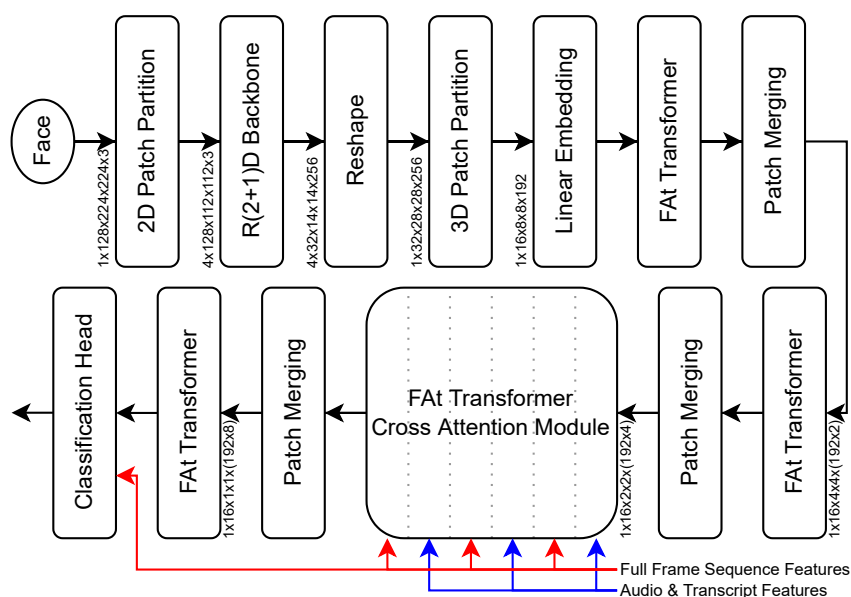 Face
1x128x224x224x3
2D Patch Partition
4x128x112x112x3
R(2+1)D Backbone
4x32x14x14x256
Reshape
1x32x28x28x256
3D Patch Partition
1x16x8x8x192
Linear Embedding
FAt Transformer
Patch Merging
1x16x4x4x(192x2)
FAt Transformer
Patch Merging
1x16x2x2x(192x4)
FAt Transformer
Cross Attention Module
Patch Merging
1x16x1x1x(192x8)
FAt Transformer
Classification Head
Full Frame Sequence Features
Audio & Transcript Features